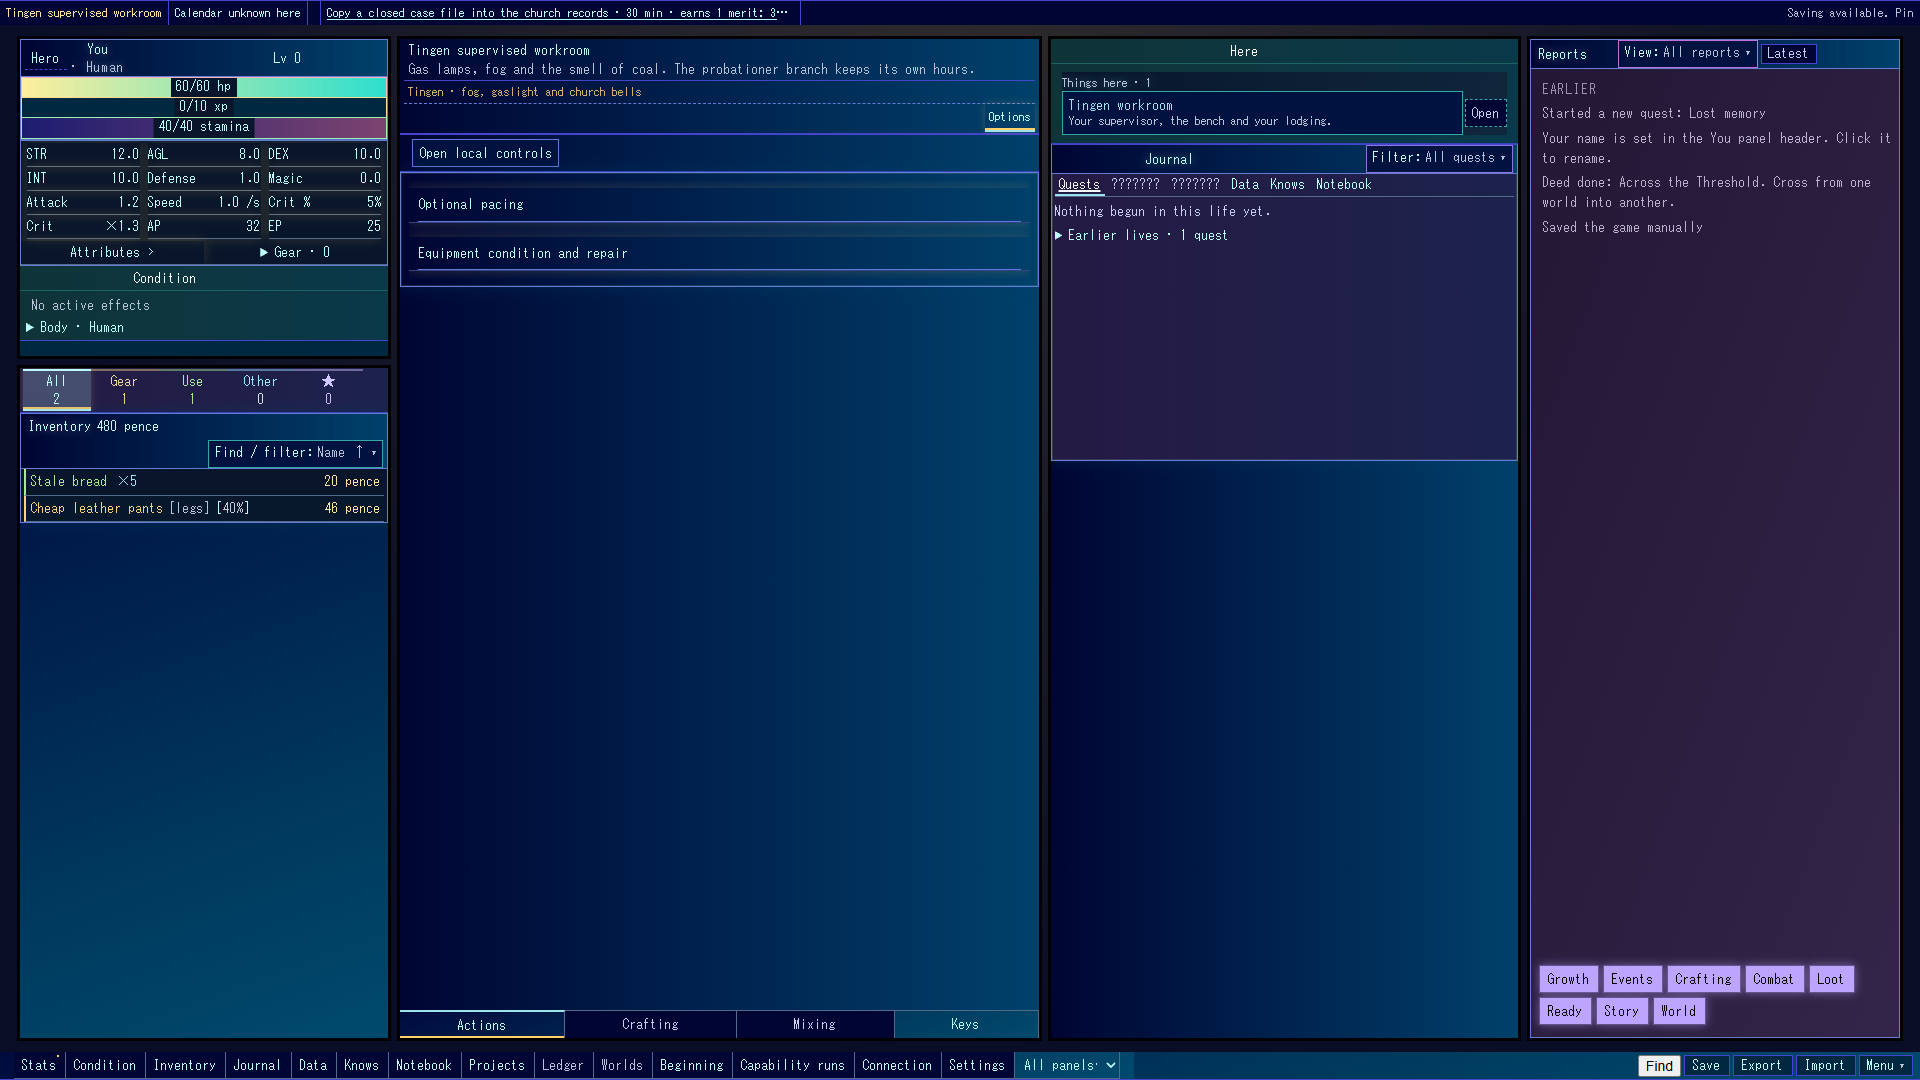 Tingen supervised workroom
Calendar unknown here
Copy a closed case file into the church records · 30 min · earns 1 merit: 3…
Saving available. Pin
Hero · You Human Lv 0
60/60 hp
0/10 xp
40/40 stamina
STR 12.0 AGL 8.0 DEX 10.0
INT 10.0 Defense 1.0 Magic 0.0
Attack 1.2 Speed 1.0 /s Crit % 5%
Crit ×1.3 AP 32 EP 25
Attributes > ▶ Gear · 0
Condition
No active effects
▶ Body · Human
All 2 Gear 1 Use 1 Other 0 ★ 0
Inventory 480 pence
Find / filter: Name ↑ ▾
Stale bread ×5 20 pence
Cheap leather pants [legs] [40%] 46 pence
Tingen supervised workroom
Gas lamps, fog and the smell of coal. The probationer branch keeps its own hours.
Tingen · fog, gaslight and church bells
Options
Open local controls
Optional pacing
Equipment condition and repair
Actions Crafting Mixing Keys
Here
Things here · 1
Tingen workroom
Your supervisor, the bench and your lodging.
Open
Journal
Filter: All quests ▾
Quests ??????? ??????? Data Knows Notebook
Nothing begun in this life yet.
▶ Earlier lives · 1 quest
Reports View: All reports ▾ Latest
EARLIER
Started a new quest: Lost memory
Your name is set in the You panel header. Click it
to rename.
Deed done: Across the Threshold. Cross from one
world into another.
Saved the game manually
Growth Events Crafting Combat Loot
Ready Story World
Stats Condition Inventory Journal Data Knows Notebook Projects Ledger Worlds Beginning Capability runs Connection Settings All panels·
Find Save Export Import Menu ▾